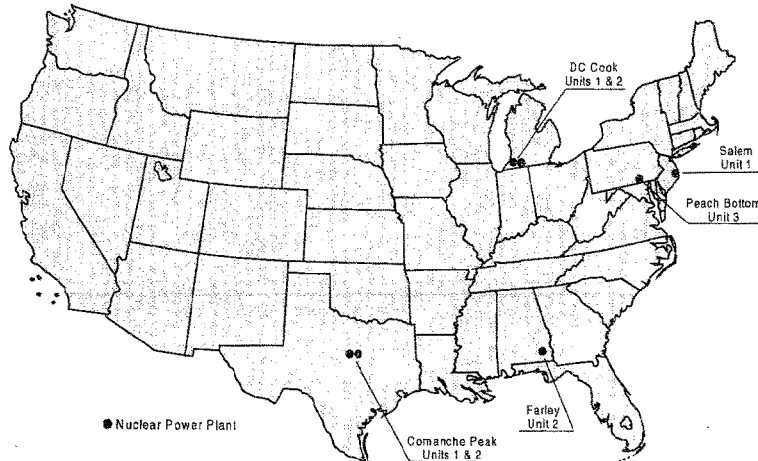 DC Cook
Units 1 & 2
Salem
Unit 1
Peach Bottom
Unit 3
Nuclear Power Plant
Comanche Peak
Units 1 & 2
Farley
Unit 2